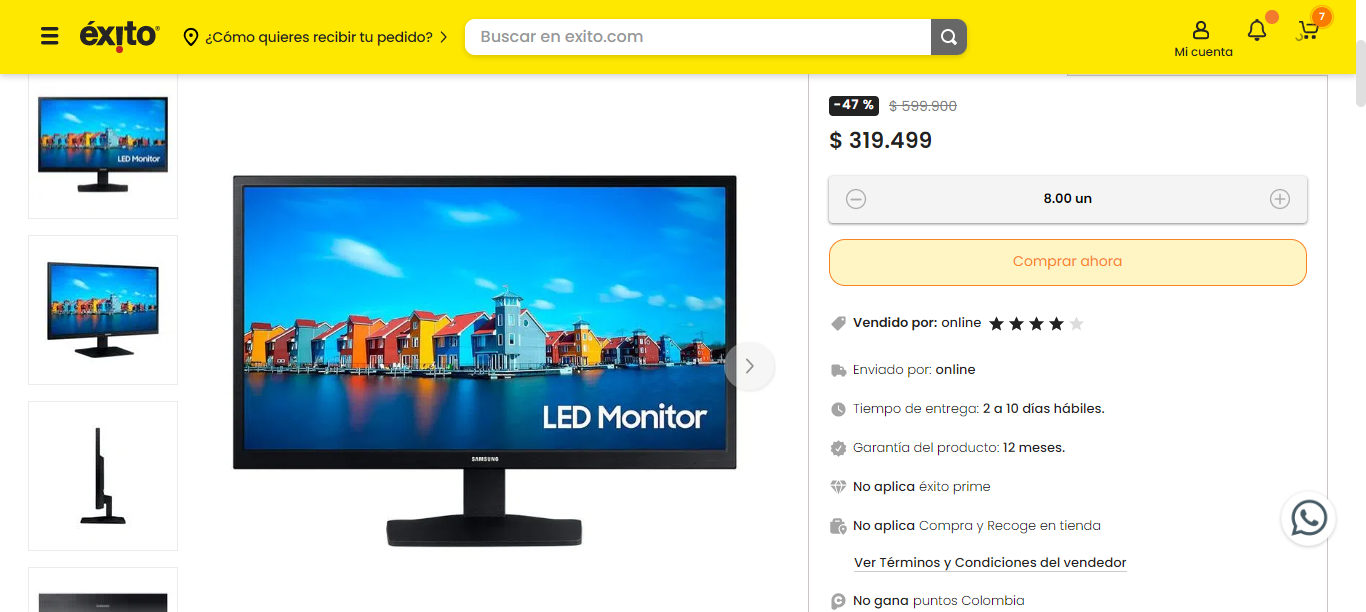 éxito
¿Cómo quieres recibir tu pedido?
Buscar en exito.com
Mi cuenta
7
LED Monitor
LED Monitor
SAMSUNG
-47 %
$ 599.900
$ 319.499
8.00 un
Comprar ahora
Vendido por: online
Enviado por: online
Tiempo de entrega: 2 a 10 días hábiles.
Garantía del producto: 12 meses.
No aplica éxito prime
No aplica Compra y Recoge en tienda
Ver Términos y Condiciones del vendedor
No gana puntos Colombia